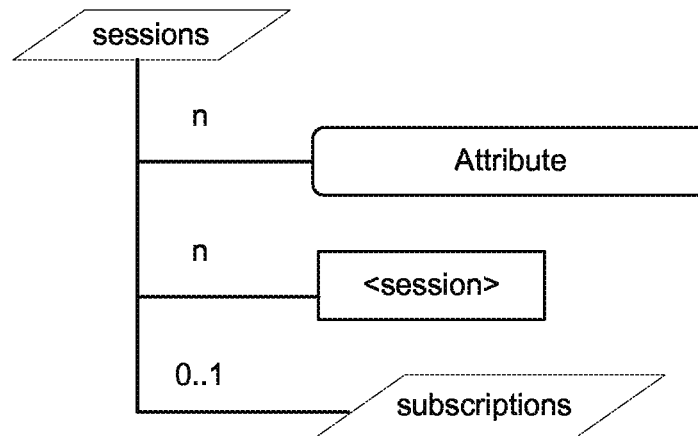 sessions
n
Attribute
n
<session>
0..1
subscriptions